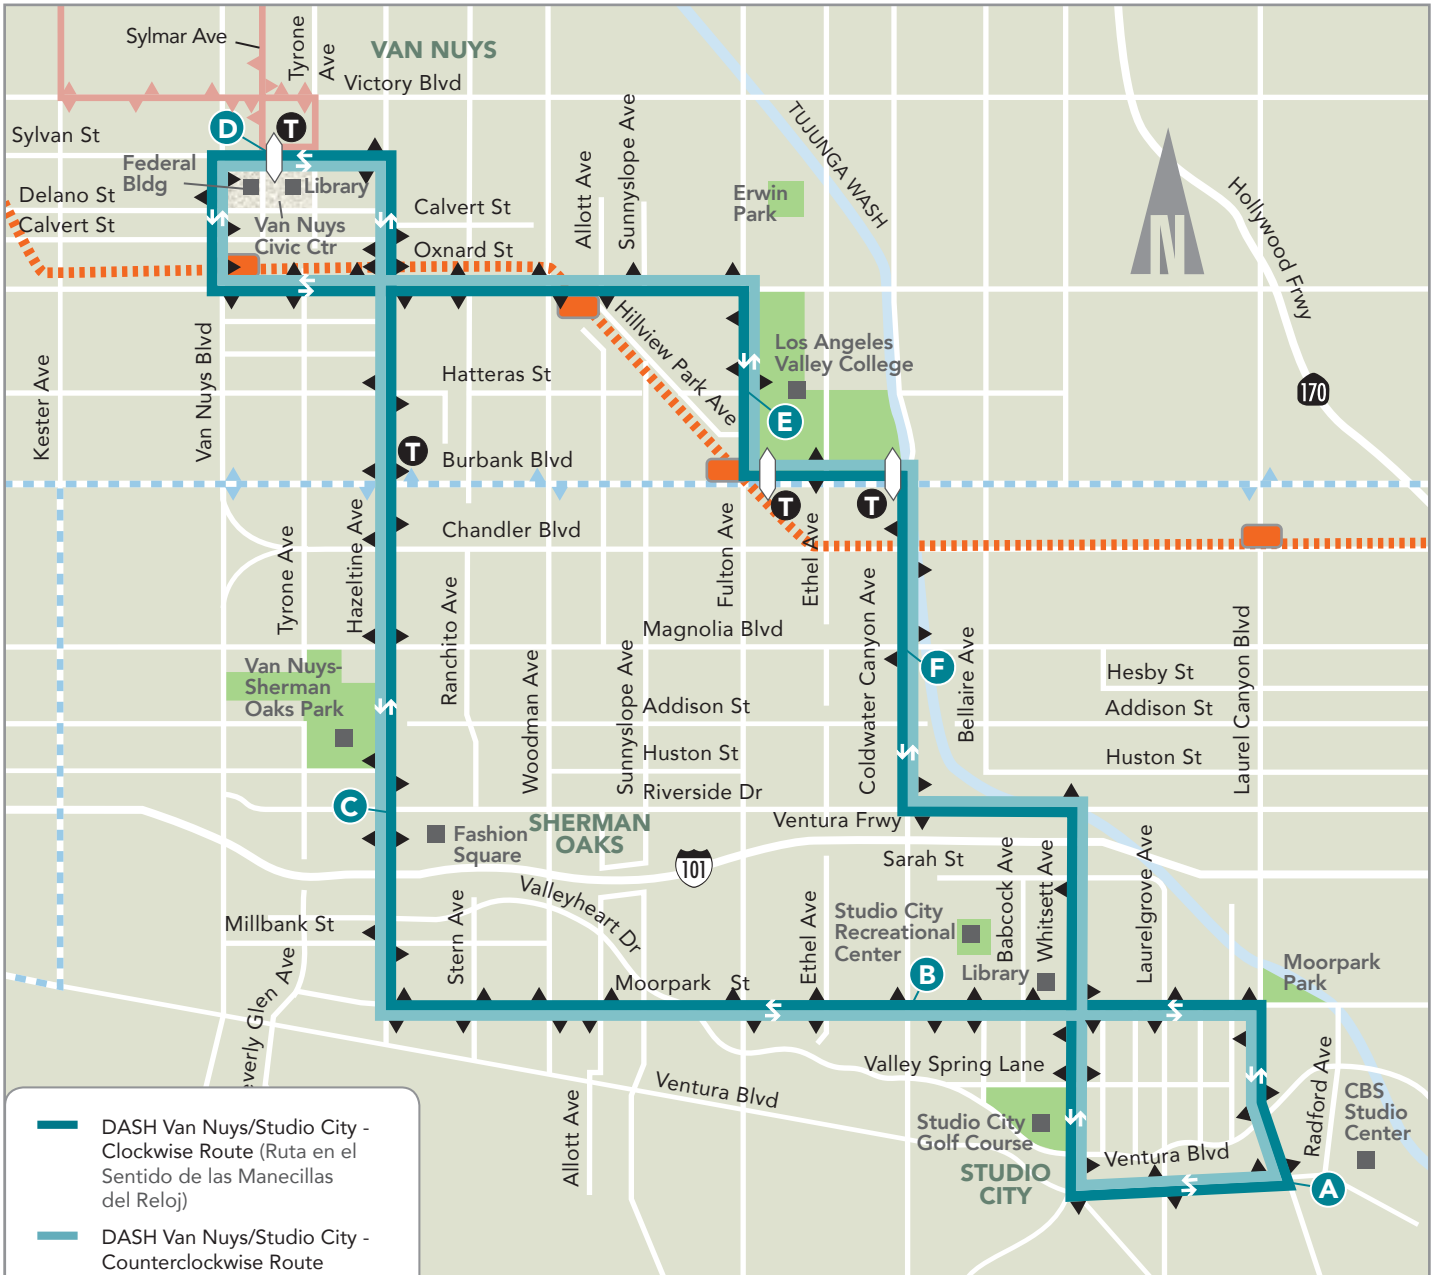 Sylmar Ave
Tyrone
Ave
VAN NUYS
Victory Blvd
D
T
Sylvan St
Federal
Bldg
Library
Delano St
Calvert St
Van Nuys
Civic Ctr
Calvert St
Oxnard St
Allott Ave
Sunnyslope Ave
Erwin
Park
TUJUNGA WASH
N
Hollywood Frwy
170
Kester Ave
Van Nuys Blvd
Hatteras St
Hillview Park Ave
Los Angeles
Valley College
E
T
Burbank Blvd
T
T
Chandler Blvd
Tyrone Ave
Hazeltine Ave
Ranchito Ave
Woodman Ave
Sunnyslope Ave
Fulton Ave
Ethel Ave
Coldwater Canyon Ave
Bellaire Ave
Laurel Canyon Blvd
Magnolia Blvd
F
Van Nuys-
Sherman
Oaks Park
Hesby St
Addison St
Addison St
Huston St
Huston St
Riverside Dr
C
Fashion
Square
SHERMAN
OAKS
Ventura Frwy
101
Sarah St
Babcock Ave
Whitsett Ave
Laurelgrove Ave
Valleyheart Dr
Millbank St
Stern Ave
Ethel Ave
Studio City
Recreational
Center
Library
B
Moorpark St
Moorpark
Park
everly Glen Ave
Valley Spring Lane
Ventura Blvd
Allott Ave
Studio City
Golf Course
STUDIO
CITY
Ventura Blvd
Radford Ave
CBS
Studio
Center
A
DASH Van Nuys/Studio City -
Clockwise Route (Ruta en el
Sentido de las Manecillas
del Reloj)
DASH Van Nuys/Studio City -
Counterclockwise Route